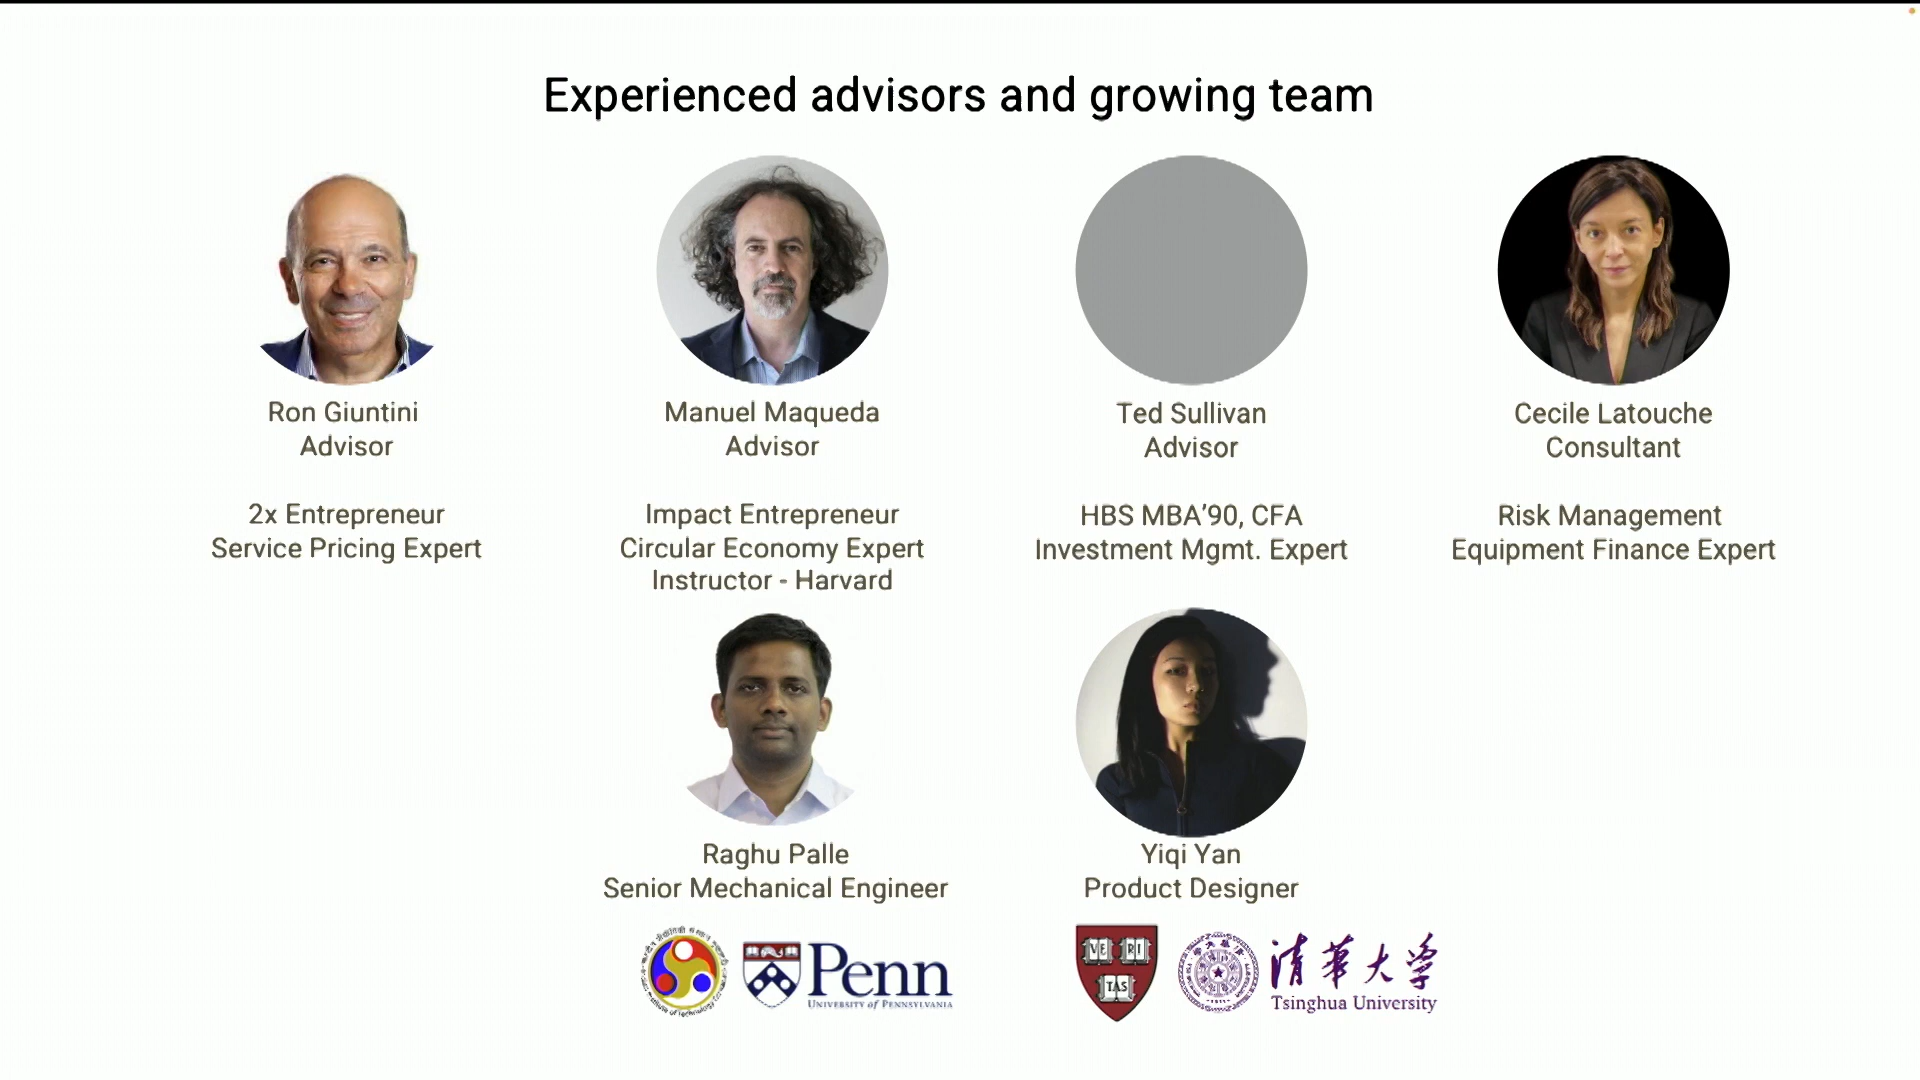 Experienced advisors and growing team
Ron Giuntini
Advisor
2x Entrepreneur
Service Pricing Expert
Manuel Maqueda
Advisor
Impact Entrepreneur
Circular Economy Expert
Instructor - Harvard
Ted Sullivan
Advisor
HBS MBA’90, CFA
Investment Mgmt. Expert
Cecile Latouche
Consultant
Risk Management
Equipment Finance Expert
Raghu Palle
Senior Mechanical Engineer
Penn
University of Pennsylvania
Yiqi Yan
Product Designer
VE RI
TAS
清華大学
Tsinghua University